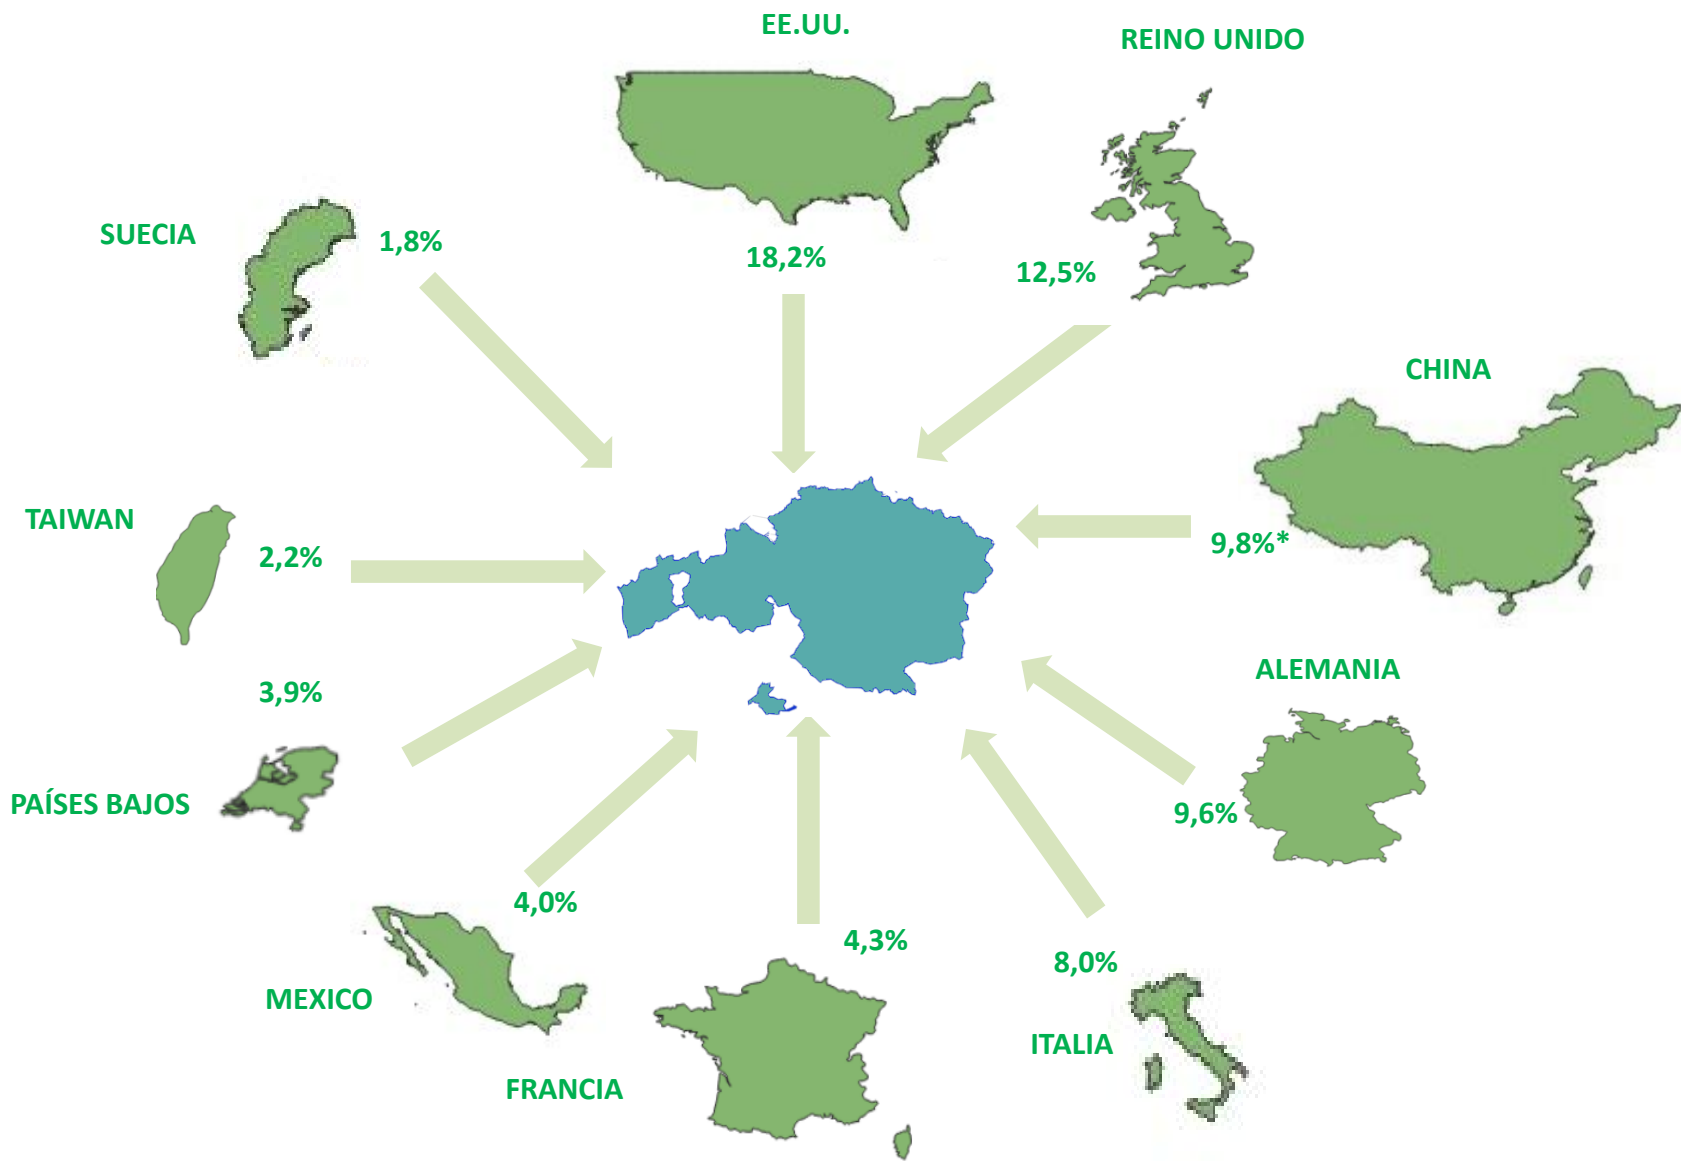 EE.UU.
18,2%
REINO UNIDO
12,5%
CHINA
9,8%*
ALEMANIA
9,6%
ITALIA
8,0%
FRANCIA
4,3%
MEXICO
4,0%
PAÍSES BAJOS
3,9%
TAIWAN
2,2%
SUECIA
1,8%